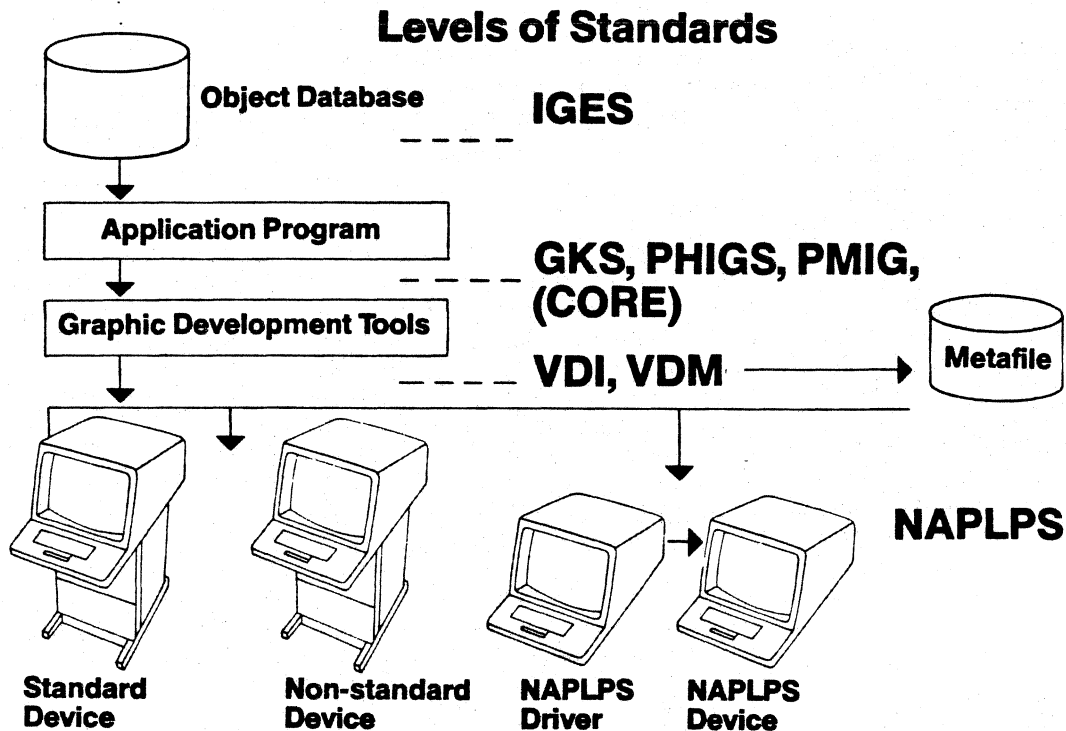 Levels of Standards
Object Database
IGES
Application Program
GKS, PHIGS, PMIG,
(CORE)
Graphic Development Tools
VDI, VDM
Metafile
NAPLPS
Standard
Device
Non-standard
Device
NAPLPS
Driver
NAPLPS
Device